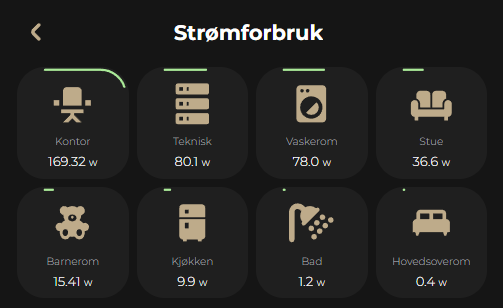 Strømforbruk
Kontor
169.32 w
Teknisk
80.1 w
Vaskerom
78.0 w
Stue
36.6 w
Barnerom
15.41 w
Kjøkken
9.9 w
Bad
1.2 w
Hovedsoverom
0.4 w